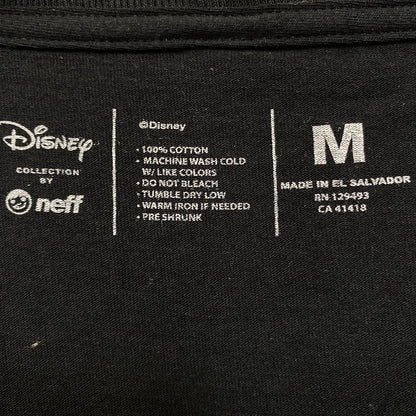 Disney
COLLECTION
BY
neff
©Disney
• 100% COTTON
• MACHINE WASH COLD
W/ LIKE COLORS
• DO NOT BLEACH
• TUMBLE DRY LOW
• WARM IRON IF NEEDED
• PRE SHRUNK
M
MADE IN EL SALVADOR
RN 129493
CA 41418